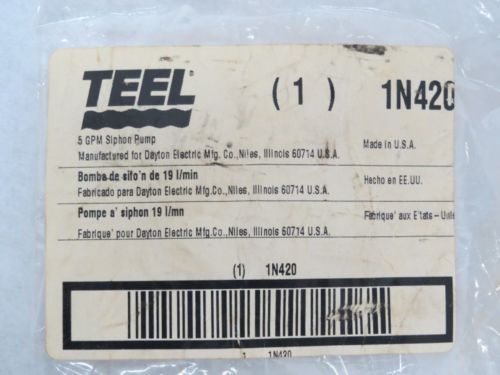 TEEL® (1) 1N420
5 GPM Siphon Pump
Manufactured for Dayton Electric Mfg. Co.,Niles, Illinois 60714 U.S.A. Made in U.S.A.
Bomba de sifo'n de 19 l/min Hecho en EE.UU.
Fabricado para Dayton Electric Mfg. Co.,Niles, Illinois 60714 U.S.A.
Pompe a' siphon 19 l/mn Fabrique' aux E'tats - Unis
Fabrique' pour Dayton Electric Mfg. Co.,Niles, Illinois 60714 U.S.A.
(1) 1N420
1 1N420